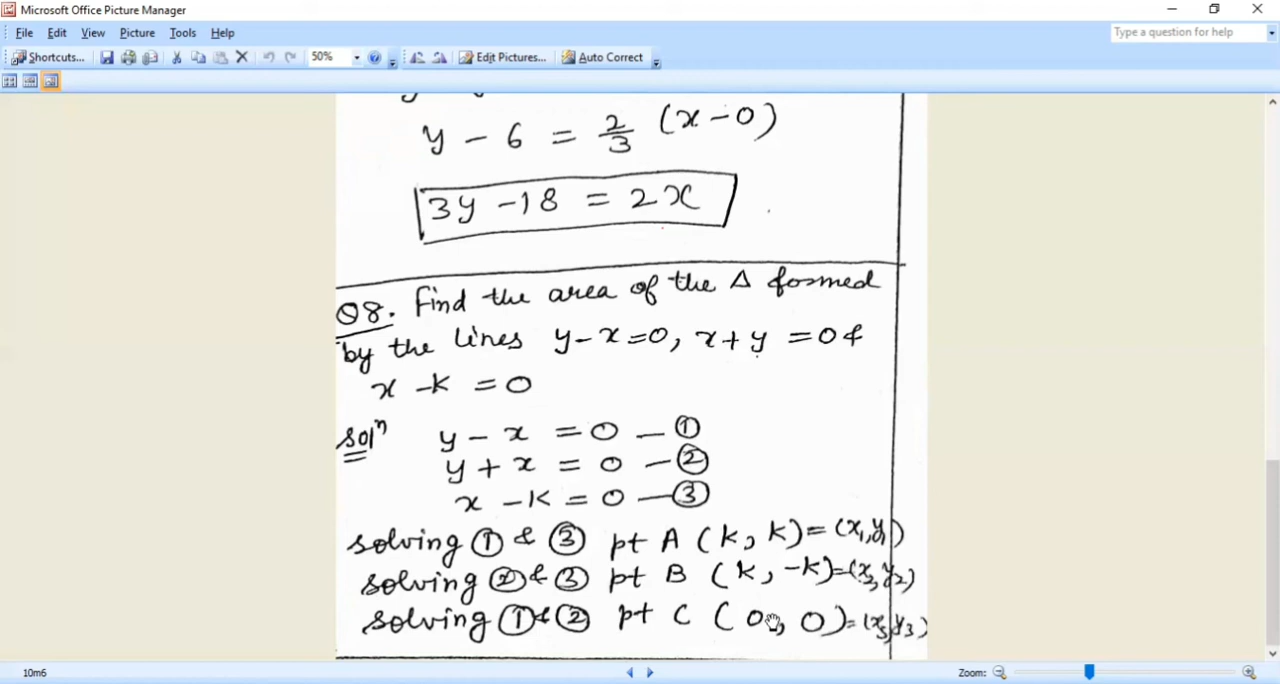 Microsoft Office Picture Manager
File Edit View Picture Tools Help
Type a question for help
Shortcuts... 50% Edit Pictures... Auto Correct
y - 6 = 2/3 (x - 0)
3y - 18 = 2x
Q8. Find the area of the Δ formed
by the lines y - x = 0, x + y = 0 &
x - k = 0
Solⁿ y - x = 0 — ①
y + x = 0 — ②
x - k = 0 — ③
solving ① & ③ pt A (k, k) = (x₁, y₁)
solving ② & ③ pt B (k, -k) = (x₂, y₂)
solving ① & ② pt C (0, 0) = (x₃, y₃)
10m6
Zoom: